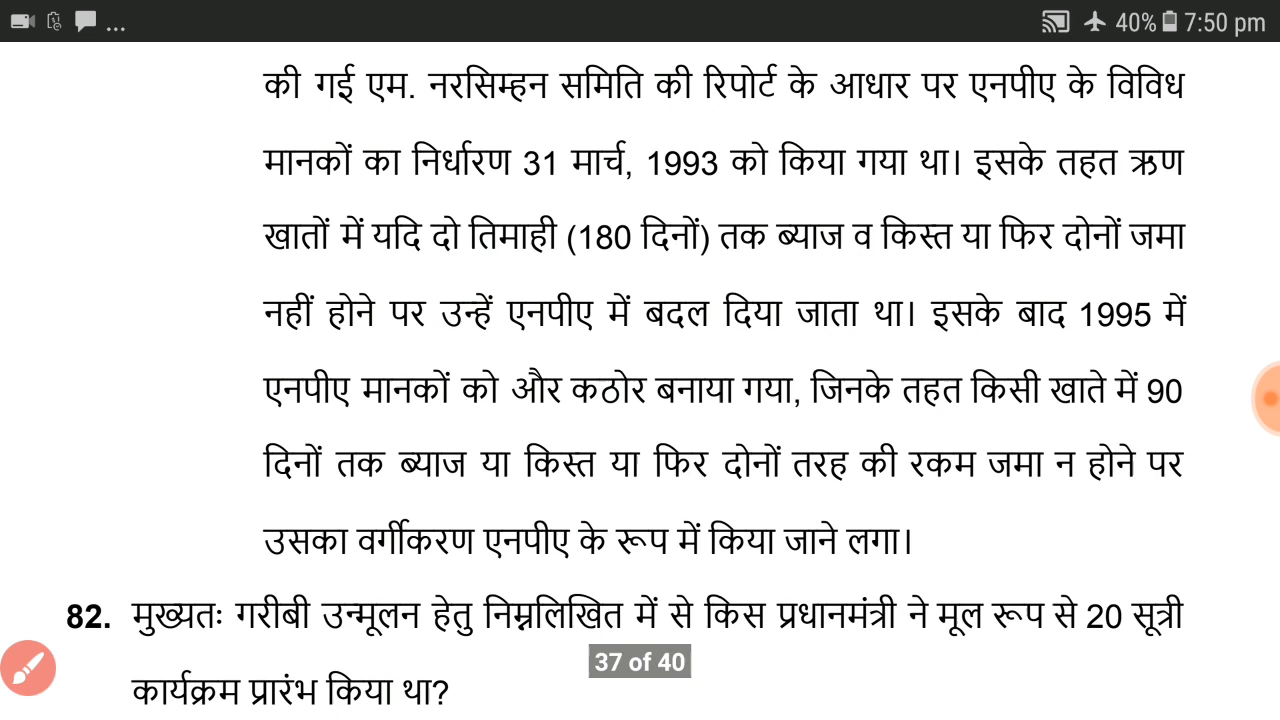 ... 40% 7:50 pm
की गई एम. नरसिम्हन समिति की रिपोर्ट के आधार पर एनपीए के विविध
मानकों का निर्धारण 31 मार्च, 1993 को किया गया था। इसके तहत ऋण
खातों में यदि दो तिमाही (180 दिनों) तक ब्याज व किस्त या फिर दोनों जमा
नहीं होने पर उन्हें एनपीए में बदल दिया जाता था। इसके बाद 1995 में
एनपीए मानकों को और कठोर बनाया गया, जिनके तहत किसी खाते में 90
दिनों तक ब्याज या किस्त या फिर दोनों तरह की रकम जमा न होने पर
उसका वर्गीकरण एनपीए के रूप में किया जाने लगा।
82. मुख्यतः गरीबी उन्मूलन हेतु निम्नलिखित में से किस प्रधानमंत्री ने मूल रूप से 20 सूत्री
37 of 40
कार्यक्रम प्रारंभ किया था?